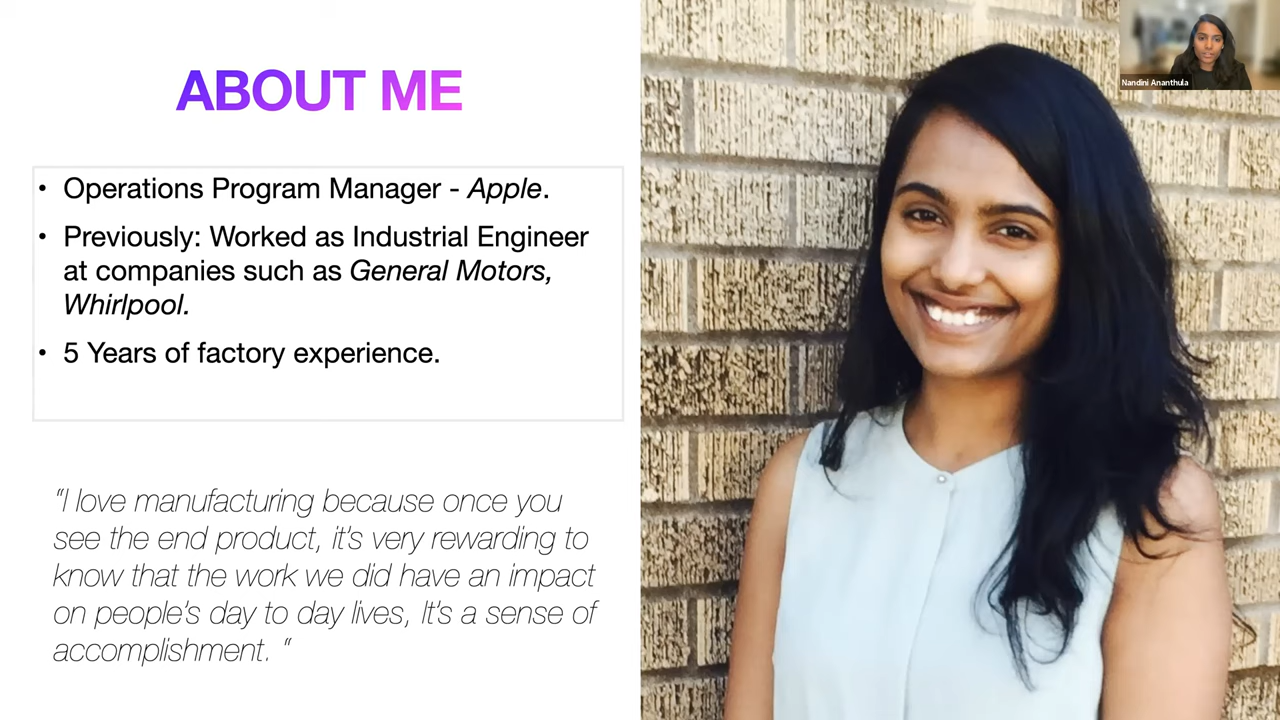 ABOUT ME
Nandini Ananthula
• Operations Program Manager - Apple.
• Previously: Worked as Industrial Engineer
at companies such as General Motors,
Whirlpool.
• 5 Years of factory experience.
"I love manufacturing because once you
see the end product, it's very rewarding to
know that the work we did have an impact
on people's day to day lives, It's a sense of
accomplishment. "